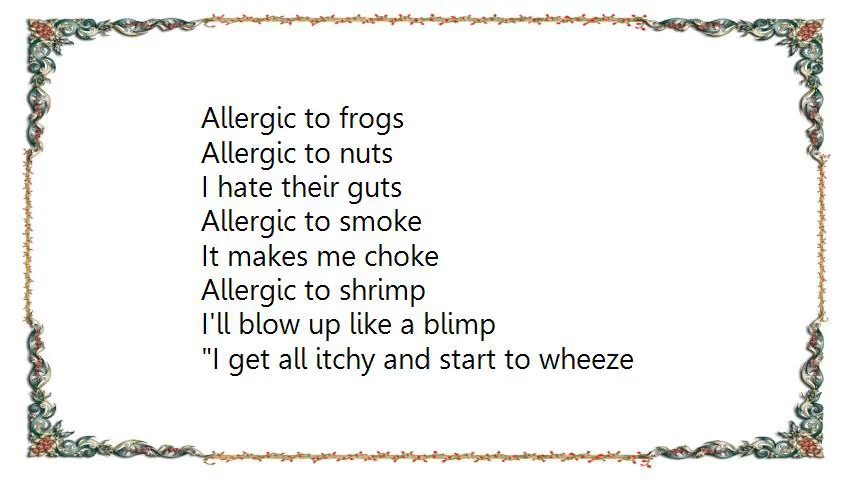 Allergic to frogs
Allergic to nuts
I hate their guts
Allergic to smoke
It makes me choke
Allergic to shrimp
I'll blow up like a blimp
"I get all itchy and start to wheeze